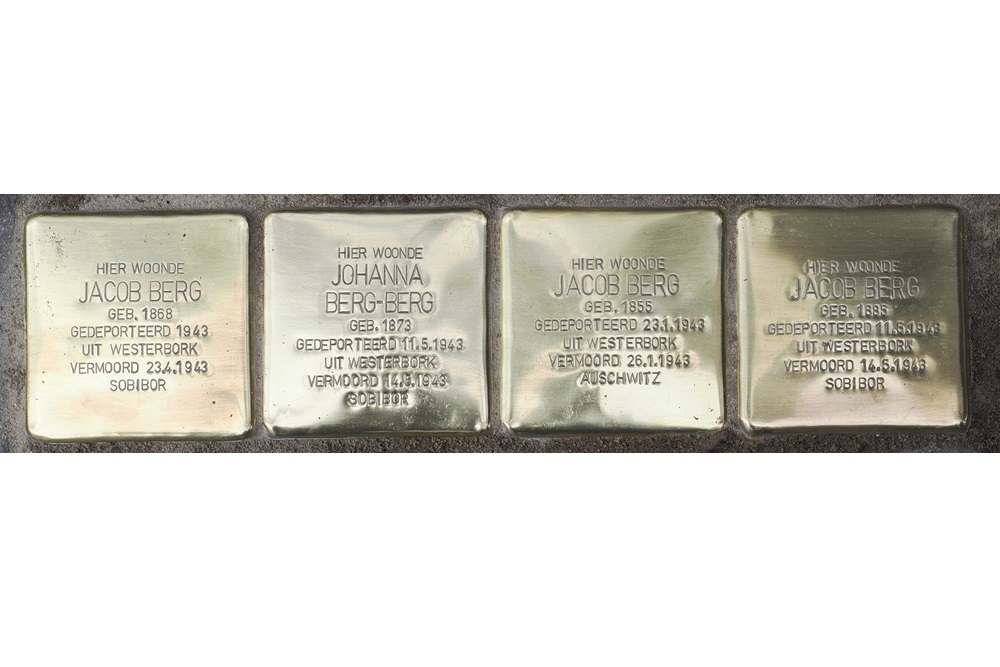 HIER WOONDE
JACOB BERG
GEB. 1868
GEDEPORTEERD 1943
UIT WESTERBORK
VERMOORD 23.4.1943
SOBIBOR
HIER WOONDE
JOHANNA
BERG-BERG
GEB. 1873
GEDEPORTEERD 11.5.1943
UIT WESTERBORK
VERMOORD 14.5.1943
SOBIBOR
HIER WOONDE
JACOB BERG
GEB. 1855
GEDEPORTEERD 23.1.1943
UIT WESTERBORK
VERMOORD 26.1.1943
AUSCHWITZ
HIER WOONDE
JACOB BERG
GEB. 1885
GEDEPORTEERD 11.5.1943
UIT WESTERBORK
VERMOORD 14.5.1943
SOBIBOR